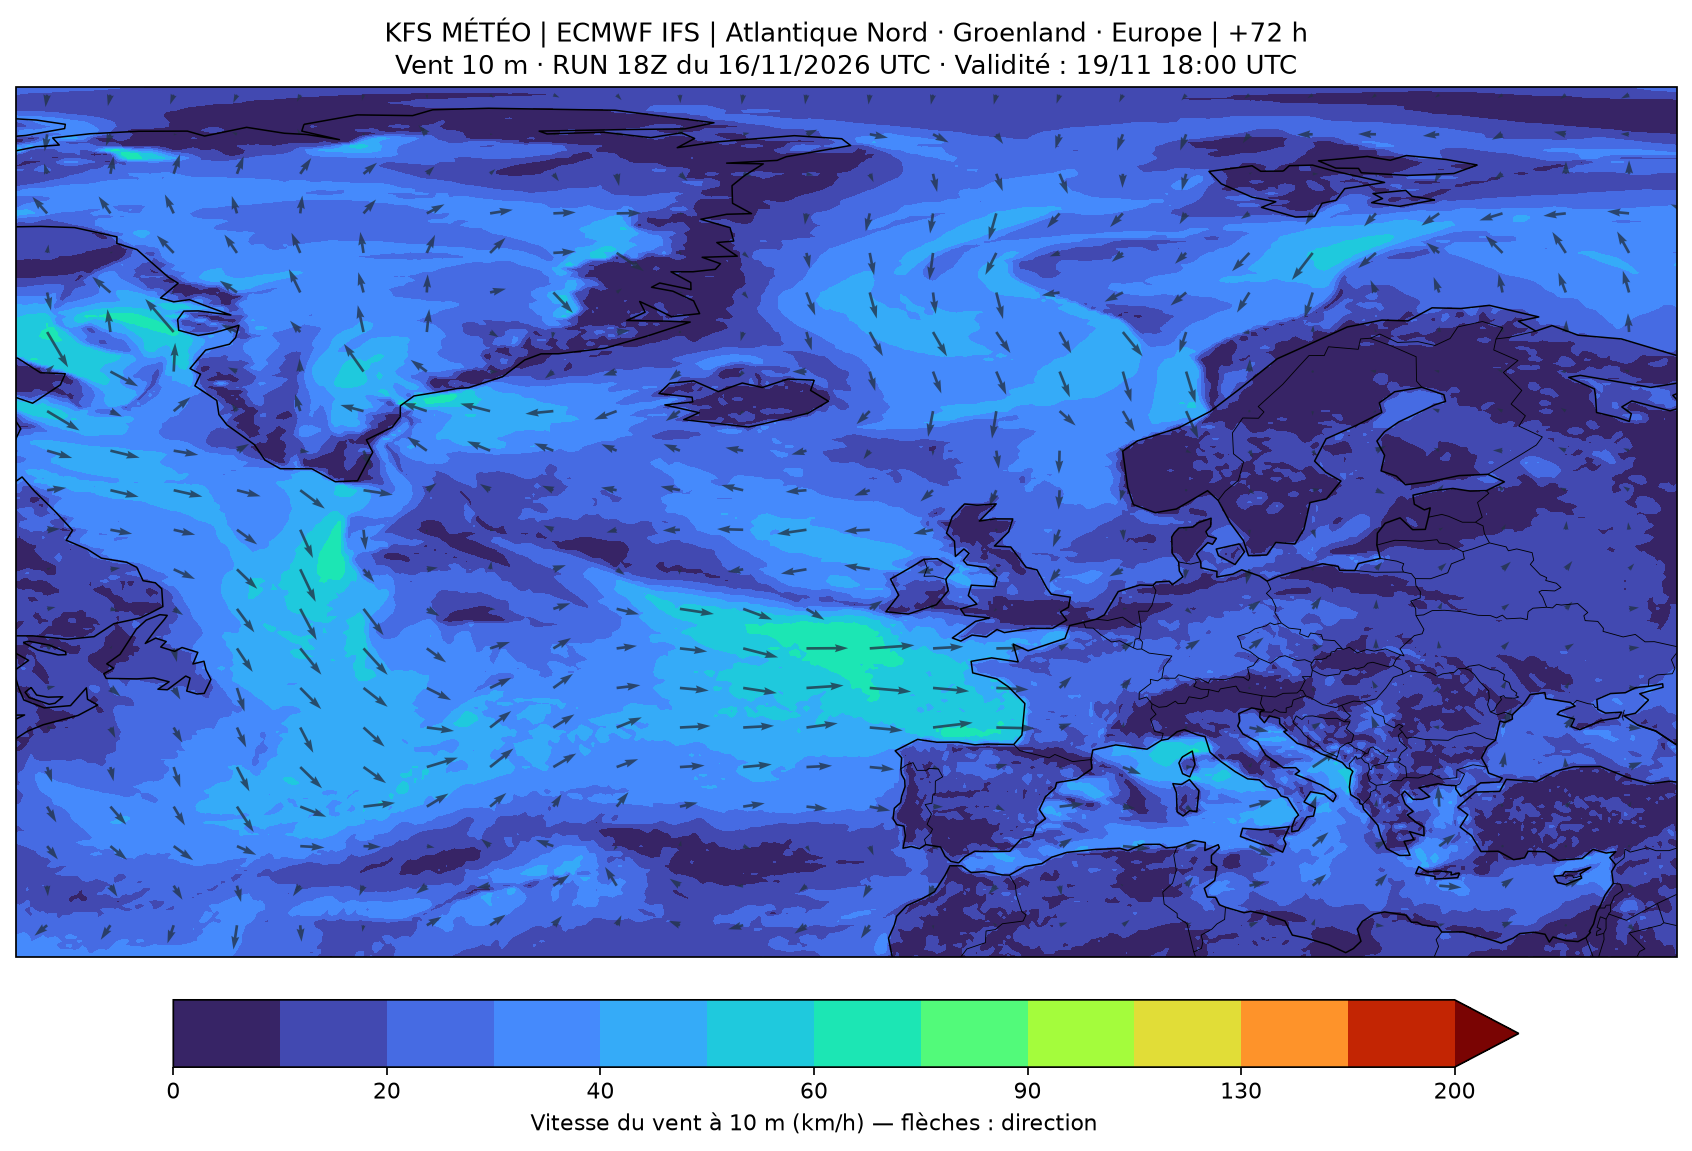 KFS MÉTÉO | ECMWF IFS | Atlantique Nord · Groenland · Europe | +72 h
Vent 10 m · RUN 18Z du 16/11/2026 UTC · Validité : 19/11 18:00 UTC
0 20 40 60 90 130 200
Vitesse du vent à 10 m (km/h) — flèches : direction